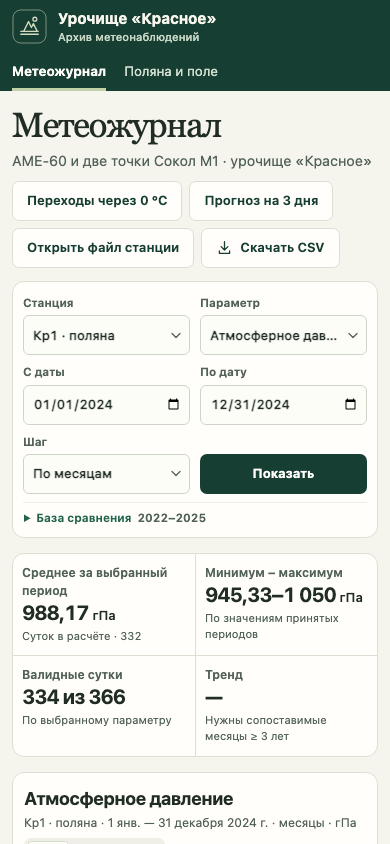 Урочище «Красное»
Архив метеонаблюдений
Метеожурнал
Поляна и поле
Метеожурнал
АМЕ-60 и две точки Сокол М1 · урочище «Красное»
Переходы через 0 °C
Прогноз на 3 дня
Открыть файл станции
Скачать CSV
Станция
Параметр
Кр1 · поляна
Атмосферное дав...
С даты
По дату
01/01/2024
12/31/2024
Шаг
По месяцам
Показать
База сравнения 2022–2025
Среднее за выбранный
период
988,17 гПа
Суток в расчёте · 332
Минимум – максимум
945,33–1 050 гПа
По значениям принятых
периодов
Валидные сутки
334 из 366
По выбранному параметру
Тренд
—
Нужны сопоставимые
месяцы ≥ 3 лет
Атмосферное давление
Кр1 · поляна · 1 янв. — 31 декабря 2024 г. · месяцы · гПа